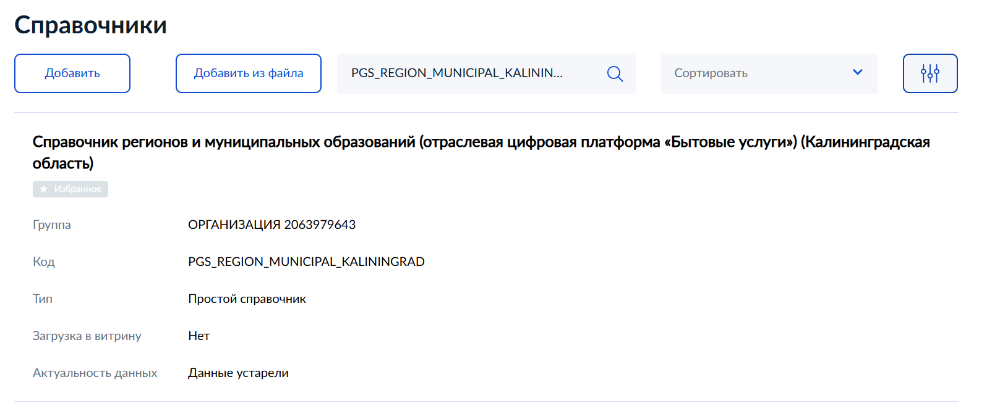 Справочники
Добавить
Добавить из файла
PGS_REGION_MUNICIPAL_KALININ...
Сортировать
Справочник регионов и муниципальных образований (отраслевая цифровая платформа «Бытовые услуги») (Калининградская
область)
★ Избранное
Группа ОРГАНИЗАЦИЯ 2063979643
Код PGS_REGION_MUNICIPAL_KALININGRAD
Тип Простой справочник
Загрузка в витрину Нет
Актуальность данных Данные устарели